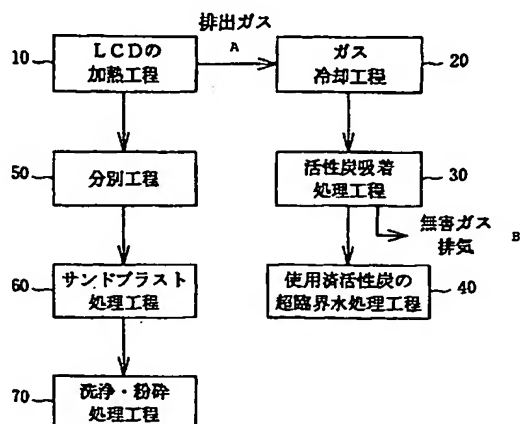 排出ガス
A
10
LCDの
加熱工程
ガス
冷却工程
20
50
分別工程
活性炭吸着
処理工程
30
無害ガス
排気
B
60
サンドブラスト
処理工程
使用済活性炭の
超臨界水処理工程
40
70
洗浄・粉砕
処理工程